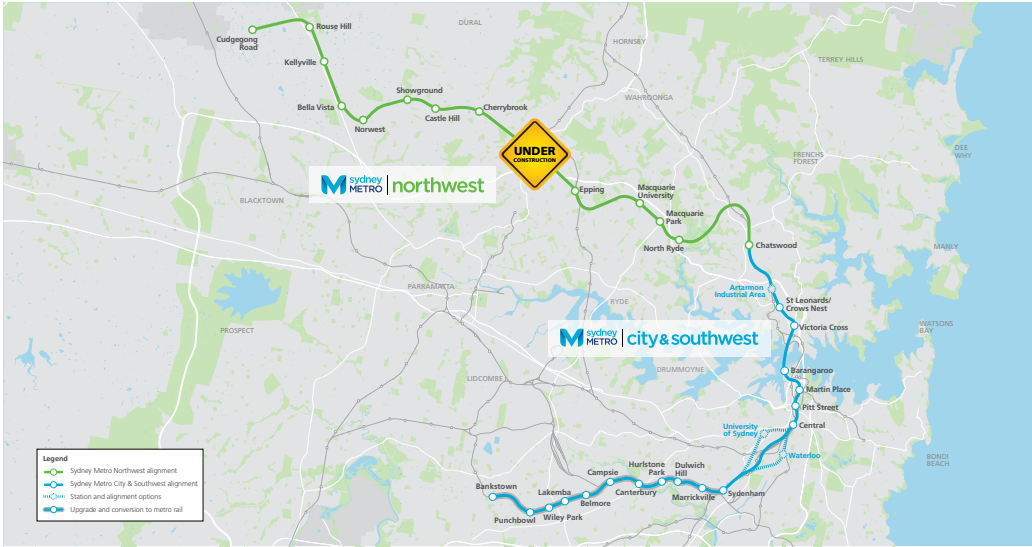 DURAL
Rouse Hill
Cudgegong
Road
HORNSBY
Kellyville
TERREY HILLS
Showground
WAHROONGA
Bella Vista
Castle Hill
Cherrybrook
Norwest
UNDER
CONSTRUCTION
DEE
WHY
FRENCHS
FOREST
sydney
METRO
northwest
Epping
Macquarie
University
BLACKTOWN
Macquarie
Park
North Ryde
Chatswood
MANLY
PARRAMATTA
Artarmon
Industrial Area
RYDE
St Leonards/
Crows Nest
PROSPECT
Victoria Cross
WATSONS
BAY
sydney
METRO
city & southwest
DRUMMOYNE
Barangaroo
LIDCOMBE
Martin Place
Pitt Street
University
of Sydney
Central
Waterloo
BONDI
BEACH
Legend
Sydney Metro Northwest alignment
Sydney Metro City & Southwest alignment
Station and alignment options
Upgrade and conversion to metro rail
Bankstown
Punchbowl
Lakemba
Wiley Park
Belmore
Campsie
Canterbury
Hurlstone
Park
Dulwich
Hill
Marrickville
Sydenham